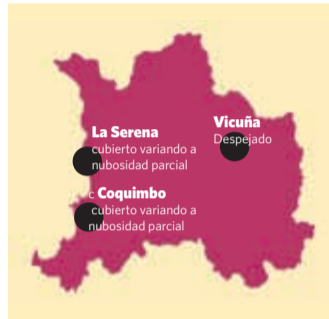 La Serena
cubierto variando a
nubosidad parcial
Vicuña
Despejado
c Coquimbo
cubierto variando a
nubosidad parcial